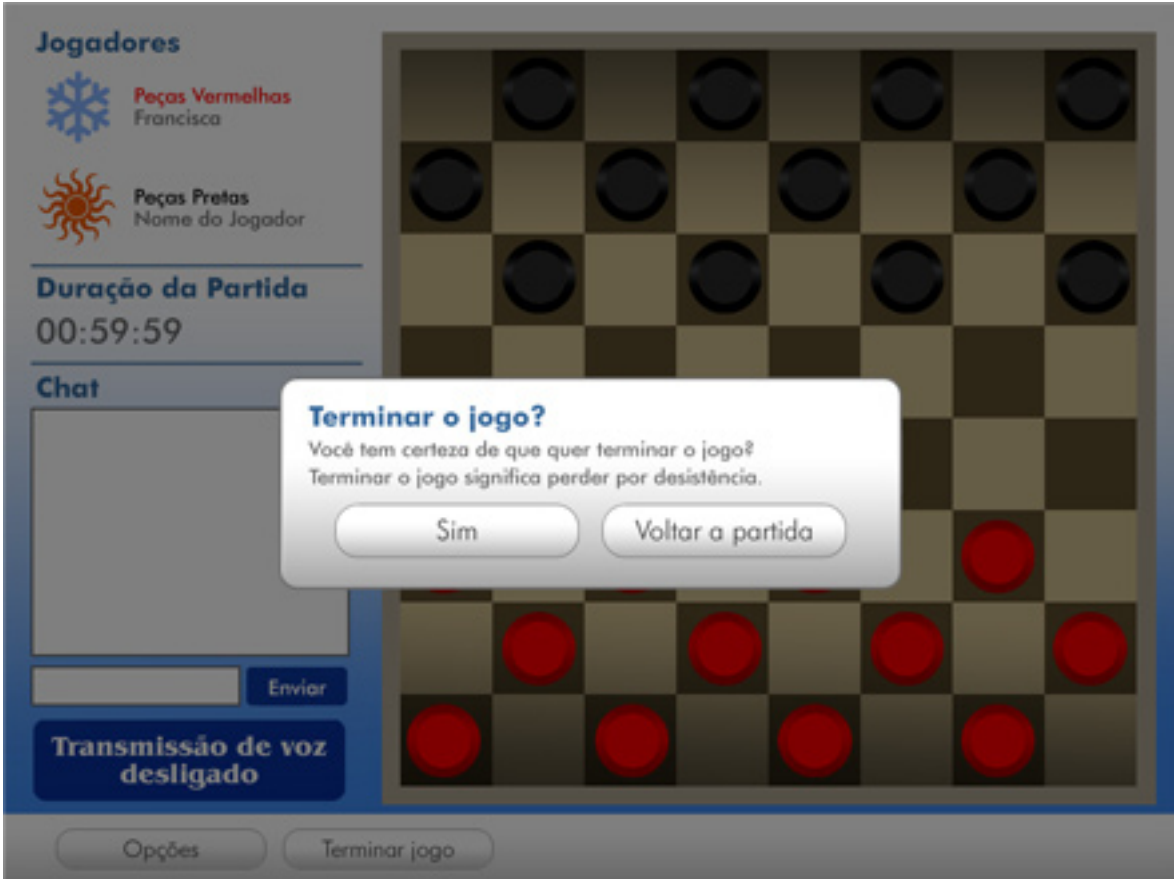 Jogadores
Peças Vermelhas
Francisca
Peças Pretas
Nome do Jogador
Duração da Partida
00:59:59
Chat
Terminar o jogo?
Você tem certeza de que quer terminar o jogo?
Terminar o jogo significa perder por desistência.
Sim
Voltar a partida
Enviar
Transmissão de voz
desligado
Opções
Terminar jogo